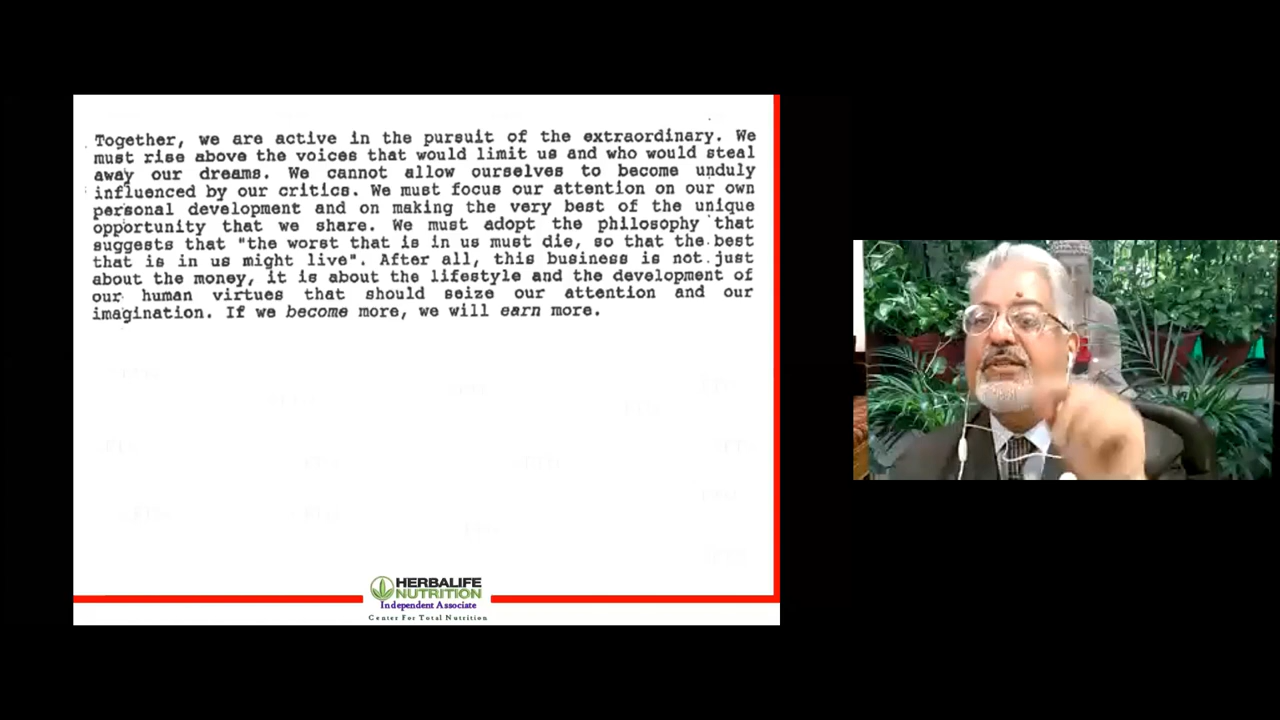 Together, we are active in the pursuit of the extraordinary. We
must rise above the voices that would limit us and who would steal
away our dreams. We cannot allow ourselves to become unduly
influenced by our critics. We must focus our attention on our own
personal development and on making the very best of the unique
opportunity that we share. We must adopt the philosophy that
suggests that "the worst that is in us must die, so that the best
that is in us might live". After all, this business is not just
about the money, it is about the lifestyle and the development of
our human virtues that should seize our attention and our
imagination. If we become more, we will earn more.
HERBALIFE
NUTRITION
Independent Associate
Center For Total Nutrition